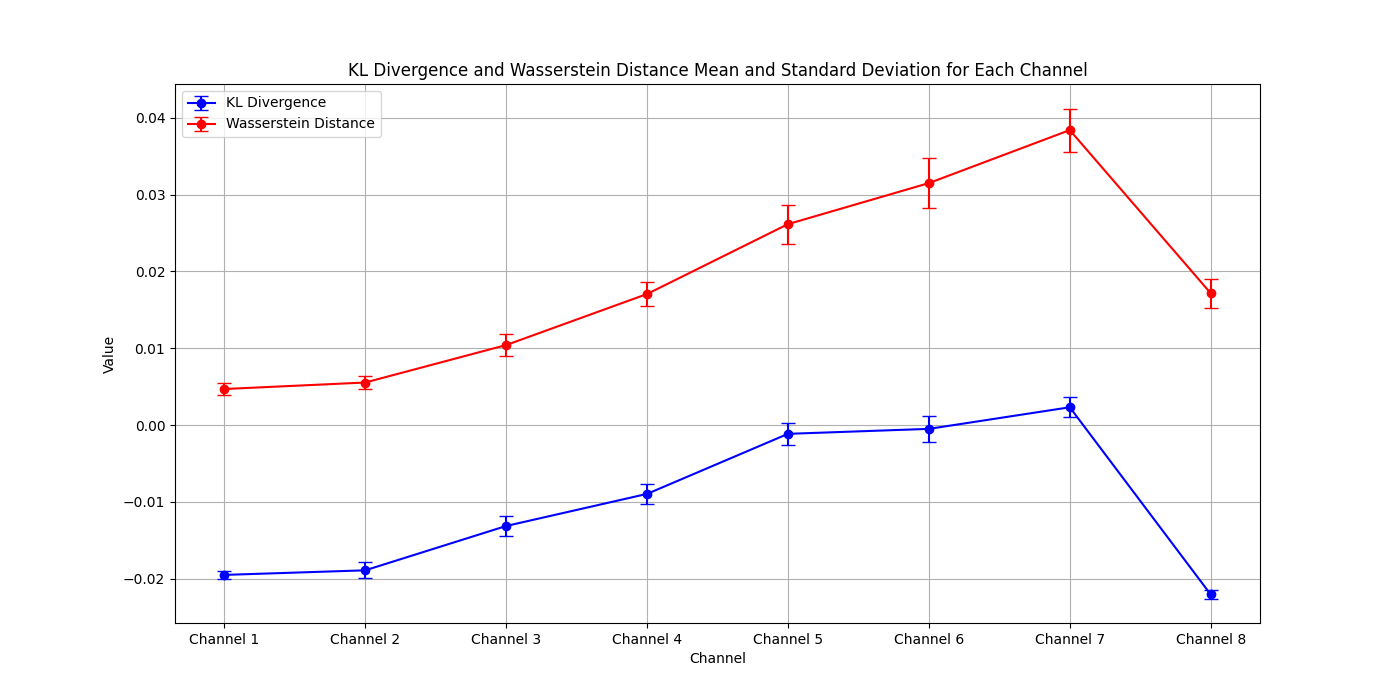 KL Divergence and Wasserstein Distance Mean and Standard Deviation for Each Channel
KL Divergence
Wasserstein Distance
0.04
0.03
0.02
0.01
0.00
−0.01
−0.02
Value
Channel 1 Channel 2 Channel 3 Channel 4 Channel 5 Channel 6 Channel 7 Channel 8
Channel